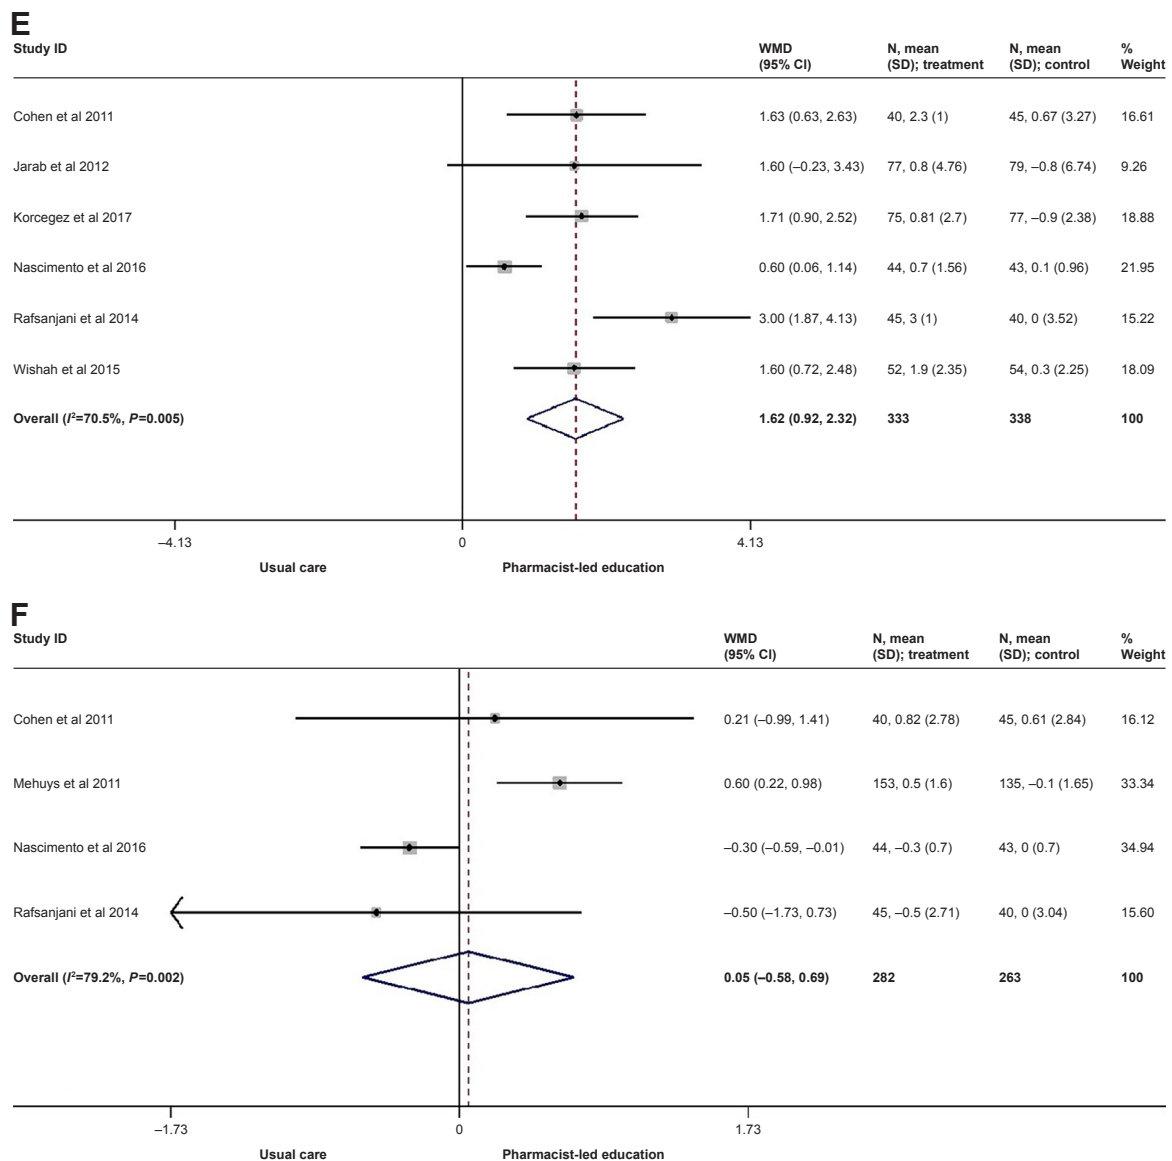 E
Study ID WMD (95% CI) N, mean (SD); treatment N, mean (SD); control % Weight
Cohen et al 2011 1.63 (0.63, 2.63) 40, 2.3 (1) 45, 0.67 (3.27) 16.61
Jarab et al 2012 1.60 (–0.23, 3.43) 77, 0.8 (4.76) 79, –0.8 (6.74) 9.26
Korcegez et al 2017 1.71 (0.90, 2.52) 75, 0.81 (2.7) 77, –0.9 (2.38) 18.88
Nascimento et al 2016 0.60 (0.06, 1.14) 44, 0.7 (1.56) 43, 0.1 (0.96) 21.95
Rafsanjani et al 2014 3.00 (1.87, 4.13) 45, 3 (1) 40, 0 (3.52) 15.22
Wishah et al 2015 1.60 (0.72, 2.48) 52, 1.9 (2.35) 54, 0.3 (2.25) 18.09
Overall (I²=70.5%, P=0.005) 1.62 (0.92, 2.32) 333 338 100
–4.13 0 4.13
Usual care Pharmacist-led education
F
Study ID WMD (95% CI) N, mean (SD); treatment N, mean (SD); control % Weight
Cohen et al 2011 0.21 (–0.99, 1.41) 40, 0.82 (2.78) 45, 0.61 (2.84) 16.12
Mehuys et al 2011 0.60 (0.22, 0.98) 153, 0.5 (1.6) 135, –0.1 (1.65) 33.34
Nascimento et al 2016 –0.30 (–0.59, –0.01) 44, –0.3 (0.7) 43, 0 (0.7) 34.94
Rafsanjani et al 2014 –0.50 (–1.73, 0.73) 45, –0.5 (2.71) 40, 0 (3.04) 15.60
Overall (I²=79.2%, P=0.002) 0.05 (–0.58, 0.69) 282 263 100
–1.73 0 1.73
Usual care Pharmacist-led education